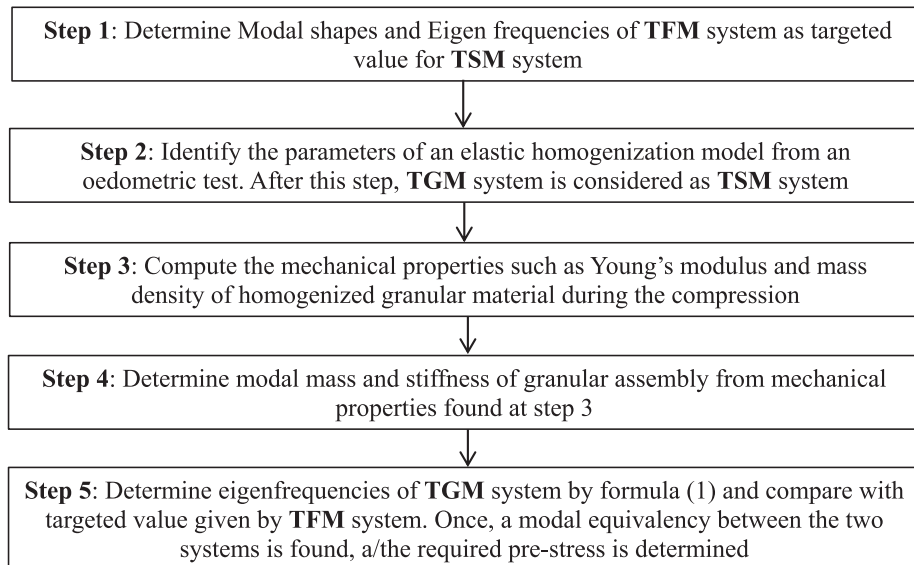 Step 1: Determine Modal shapes and Eigen frequencies of TFM system as targeted
value for TSM system
Step 2: Identify the parameters of an elastic homogenization model from an
oedometric test. After this step, TGM system is considered as TSM system
Step 3: Compute the mechanical properties such as Young’s modulus and mass
density of homogenized granular material during the compression
Step 4: Determine modal mass and stiffness of granular assembly from mechanical
properties found at step 3
Step 5: Determine eigenfrequencies of TGM system by formula (1) and compare with
targeted value given by TFM system. Once, a modal equivalency between the two
systems is found, a/the required pre-stress is determined